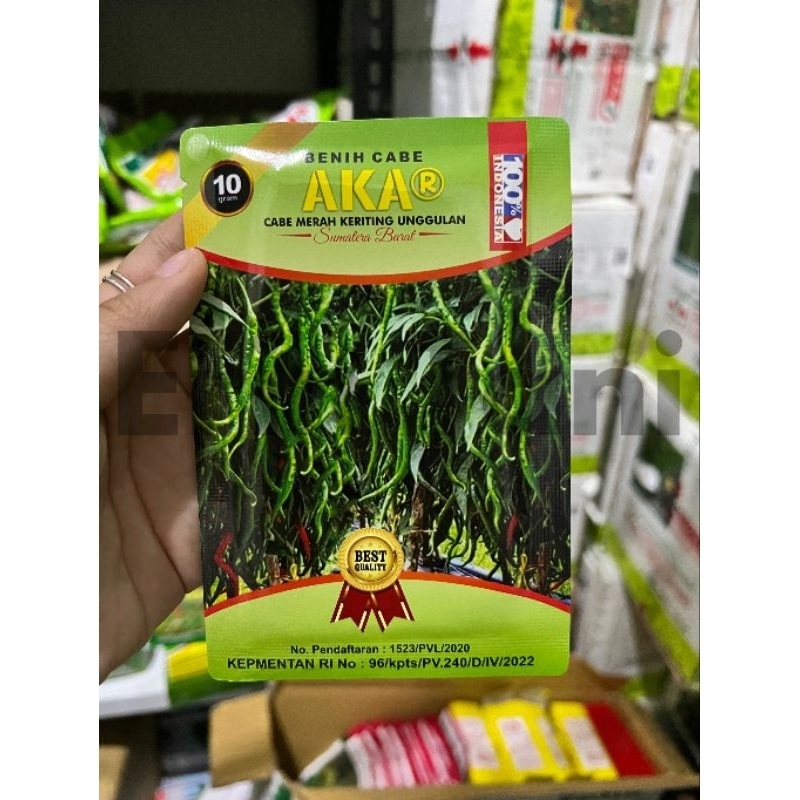 BENIH CABE
AKA®
10
gram
CABE MERAH KERITING UNGGULAN
Sumatera Barat
100%
INDONESIA
BEST
QUALITY
No. Pendaftaran : 1523/PVL/2020
KEPMENTAN RI No : 96/kpts/PV.240/D/IV/2022